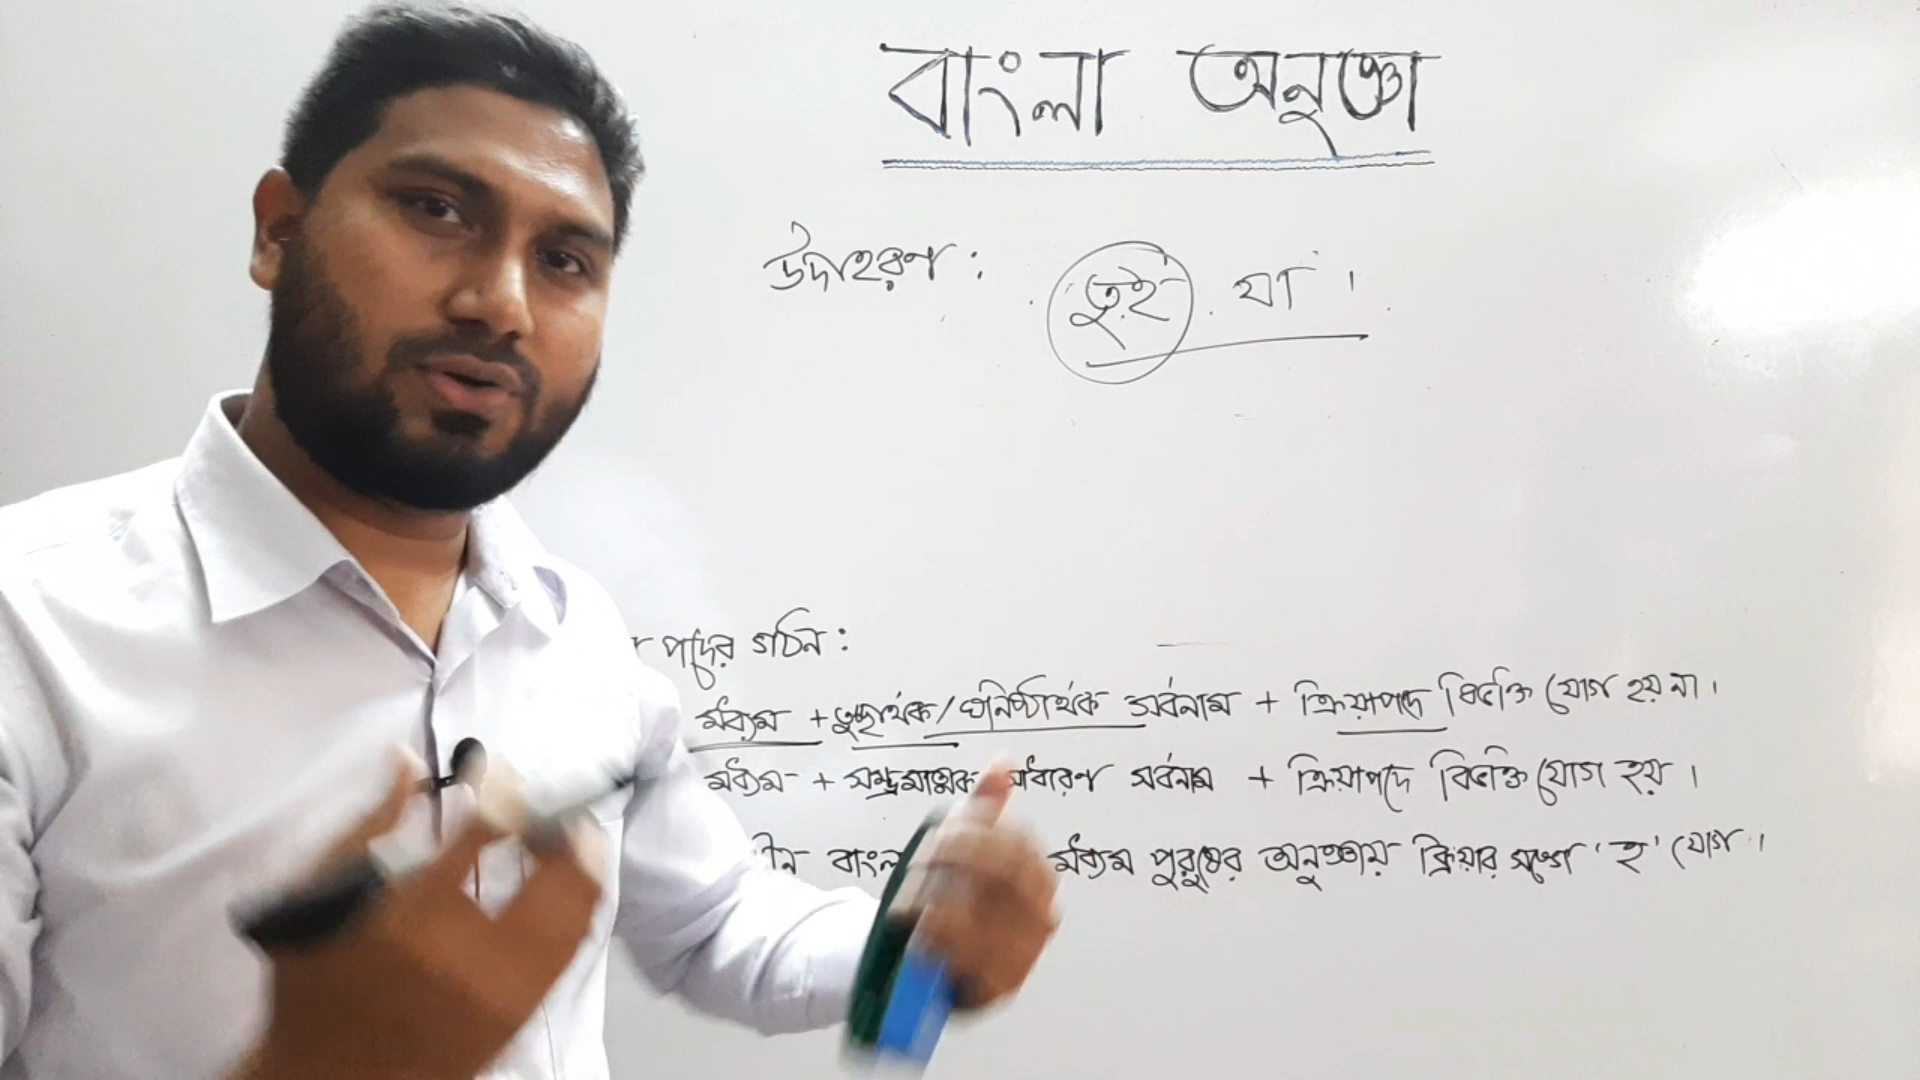 বাংলা অনুজ্ঞা
উদাহরণ : তুই যা ।
পদের গঠন :
মধ্যম + তুচ্ছার্থক / ঘনিষ্ঠার্থক সর্বনাম + ক্রিয়াপদে বিভক্তি যোগ হয় না ।
মধ্যম + সম্ভ্রমাত্মক সাধারণ সর্বনাম + ক্রিয়াপদে বিভক্তি যোগ হয় ।
বাংলা মধ্যম পুরুষের অনুজ্ঞায় ক্রিয়ার সঙ্গে 'হ' যোগ ।